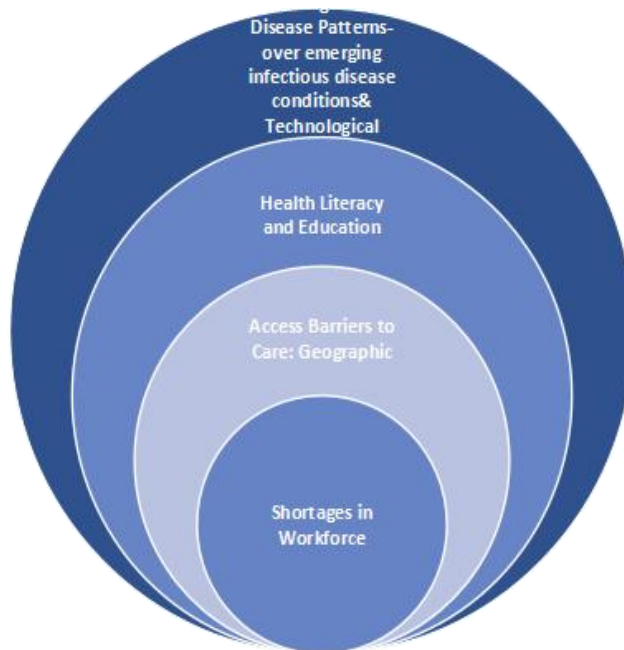 Disease Patterns-
over emerging
infectious disease
conditions&
Technological
Health Literacy
and Education
Access Barriers to
Care: Geographic
Shortages in
Workforce